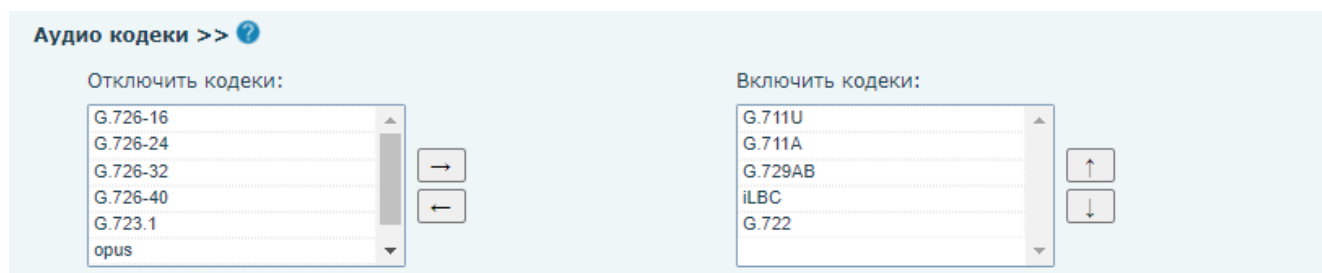 Аудио кодеки >> ?
Отключить кодеки:
G.726-16
G.726-24
G.726-32
G.726-40
G.723.1
opus
→
←
Включить кодеки:
G.711U
G.711A
G.729AB
iLBC
G.722
↑
↓